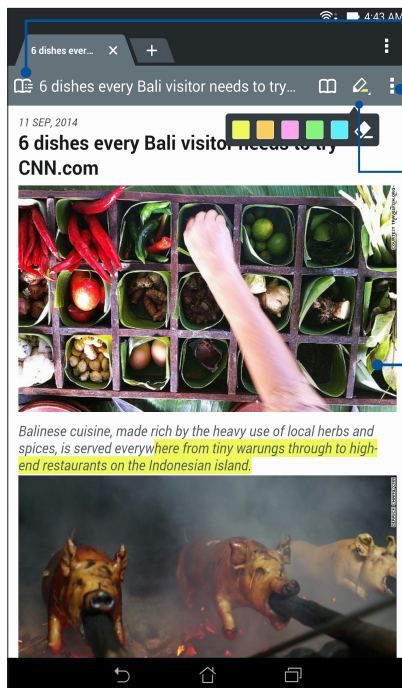 4:43 AM
6 dishes ever...
6 dishes every Bali visitor needs to try...
11 SEP, 2014
6 dishes every Bali visitor needs to try
CNN.com
Balinese cuisine, made rich by the heavy use of local herbs and
spices, is served everywhere from tiny warungs through to high-
end restaurants on the Indonesian island.